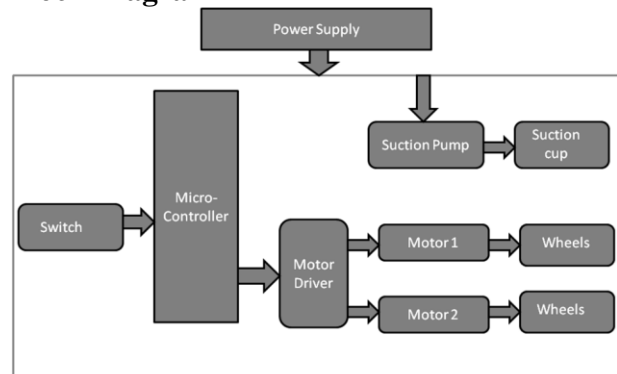 Power Supply
Suction Pump
Suction
cup
Micro-
Controller
Switch
Motor
Driver
Motor 1
Wheels
Motor 2
Wheels